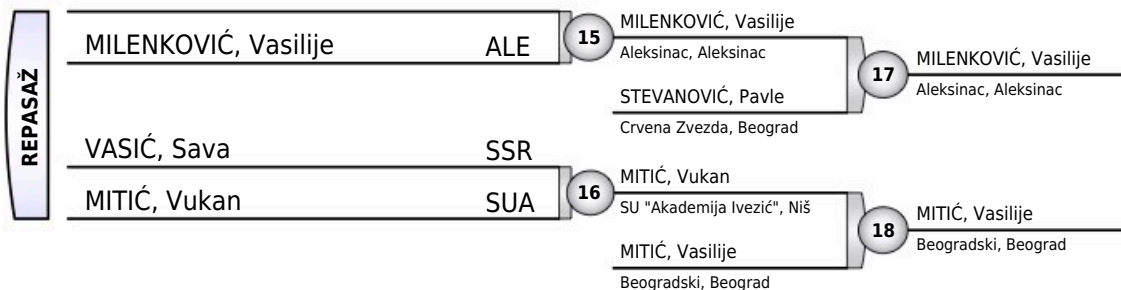 REPASAŽ
MILENKOVIĆ, Vasilije ALE
VASIĆ, Sava SSR
MITIĆ, Vukan SUA
15
MILENKOVIĆ, Vasilije
Aleksinac, Aleksinac
STEVANOVIĆ, Pavle
Crvena Zvezda, Beograd
16
MITIĆ, Vukan
SU "Akademija Ivezić", Niš
MITIĆ, Vasilije
Beogradski, Beograd
17
MILENKOVIĆ, Vasilije
Aleksinac, Aleksinac
18
MITIĆ, Vasilije
Beogradski, Beograd